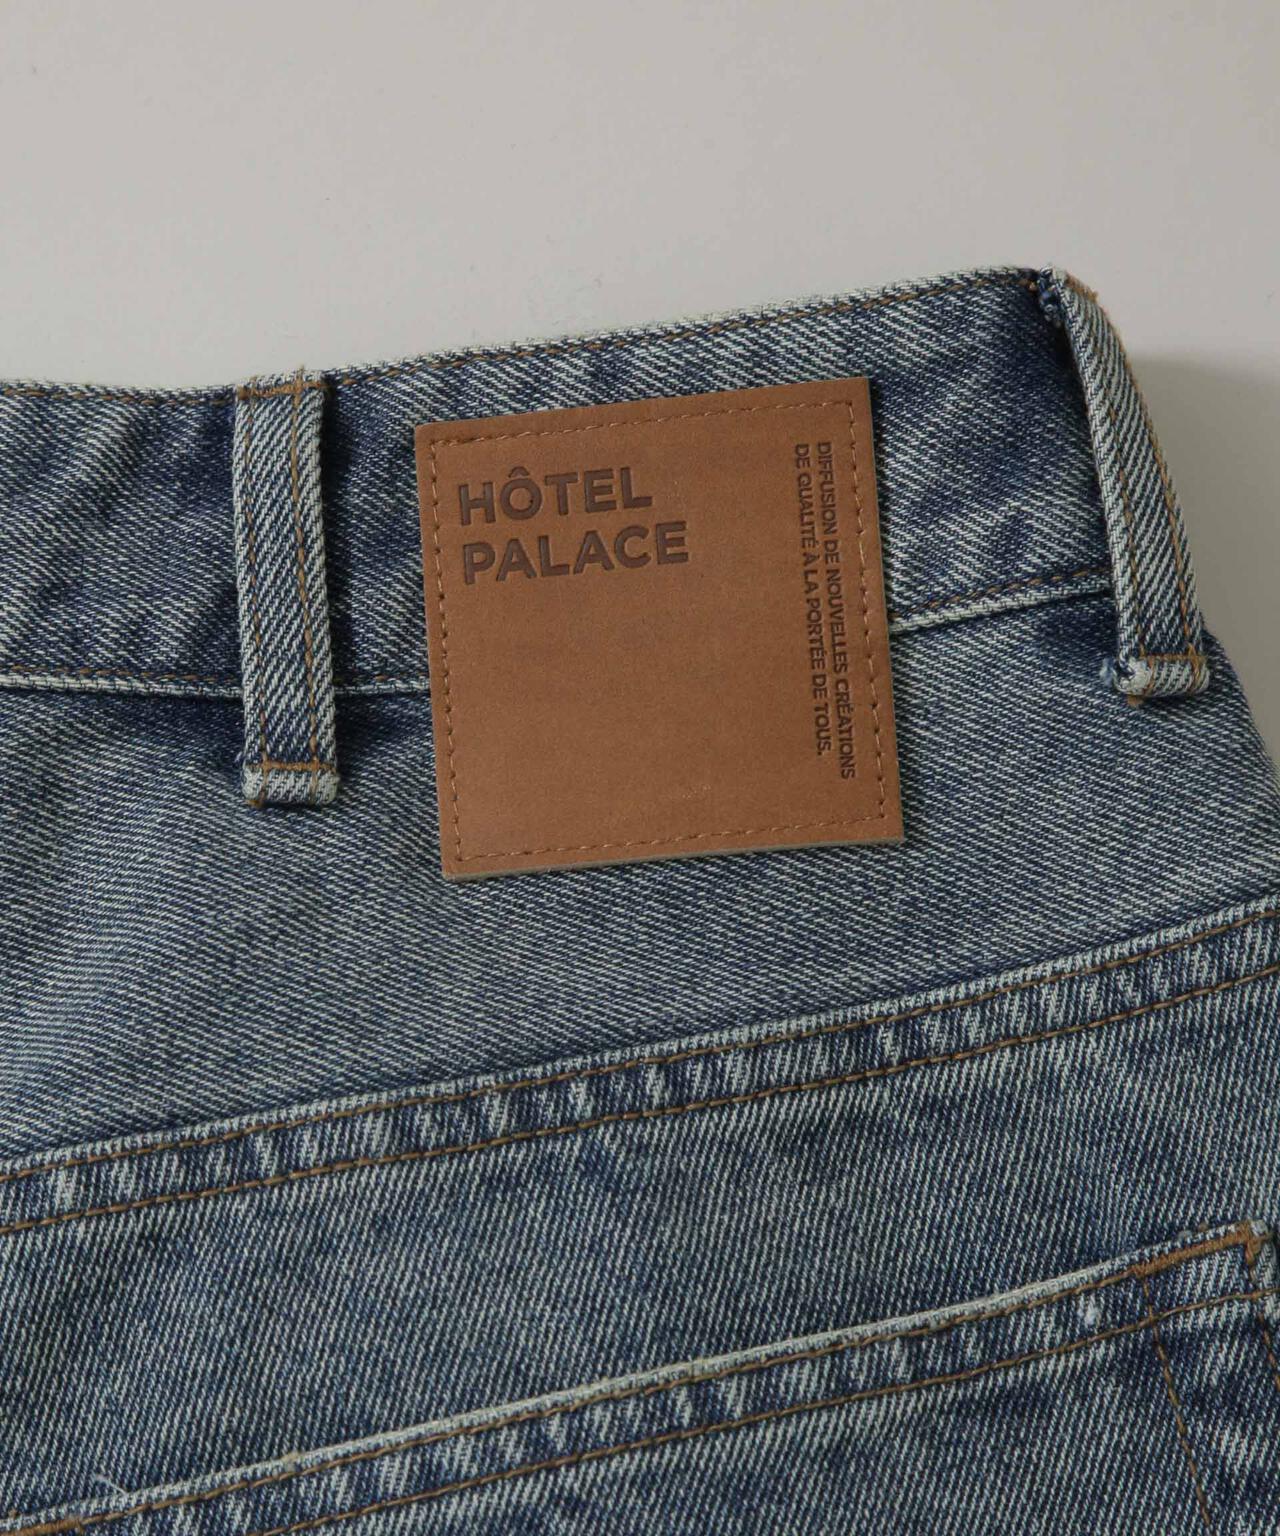 HÔTEL
PALACE
DIFFUSION DE NOUVELLES CRÉATIONS
DE QUALITÉ À LA PORTÉE DE TOUS.